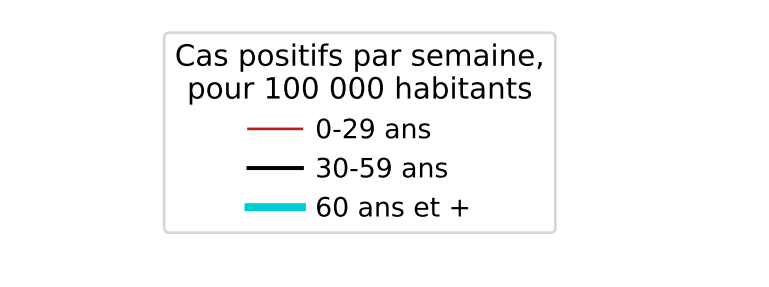 Cas positifs par semaine,
pour 100 000 habitants
0-29 ans
30-59 ans
60 ans et +